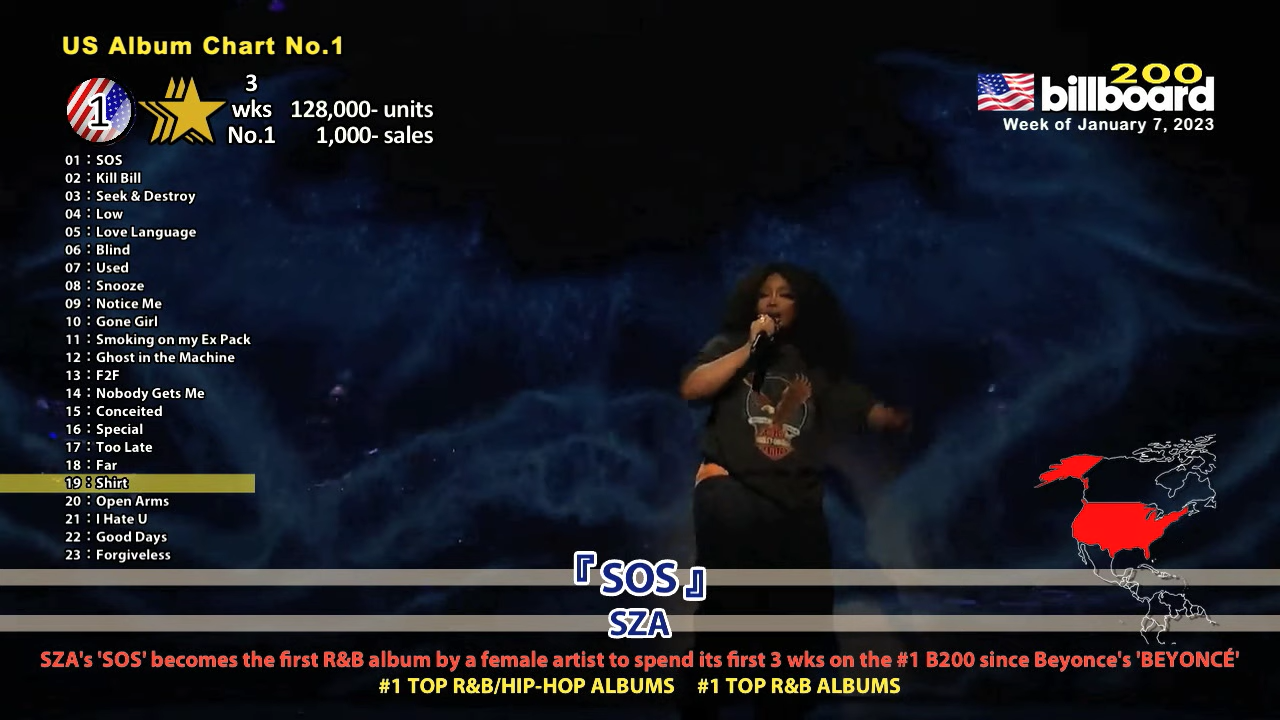 US Album Chart No.1
1
3
wks
No.1
128,000- units
1,000- sales
200
billboard
Week of January 7, 2023
01：SOS
02：Kill Bill
03：Seek & Destroy
04：Low
05：Love Language
06：Blind
07：Used
08：Snooze
09：Notice Me
10：Gone Girl
11：Smoking on my Ex Pack
12：Ghost in the Machine
13：F2F
14：Nobody Gets Me
15：Conceited
16：Special
17：Too Late
18：Far
19：Shirt
20：Open Arms
21：I Hate U
22：Good Days
23：Forgiveless
『SOS』
SZA
SZA's 'SOS' becomes the first R&B album by a female artist to spend its first 3 wks on the #1 B200 since Beyonce's 'BEYONCÉ'
#1 TOP R&B/HIP-HOP ALBUMS #1 TOP R&B ALBUMS